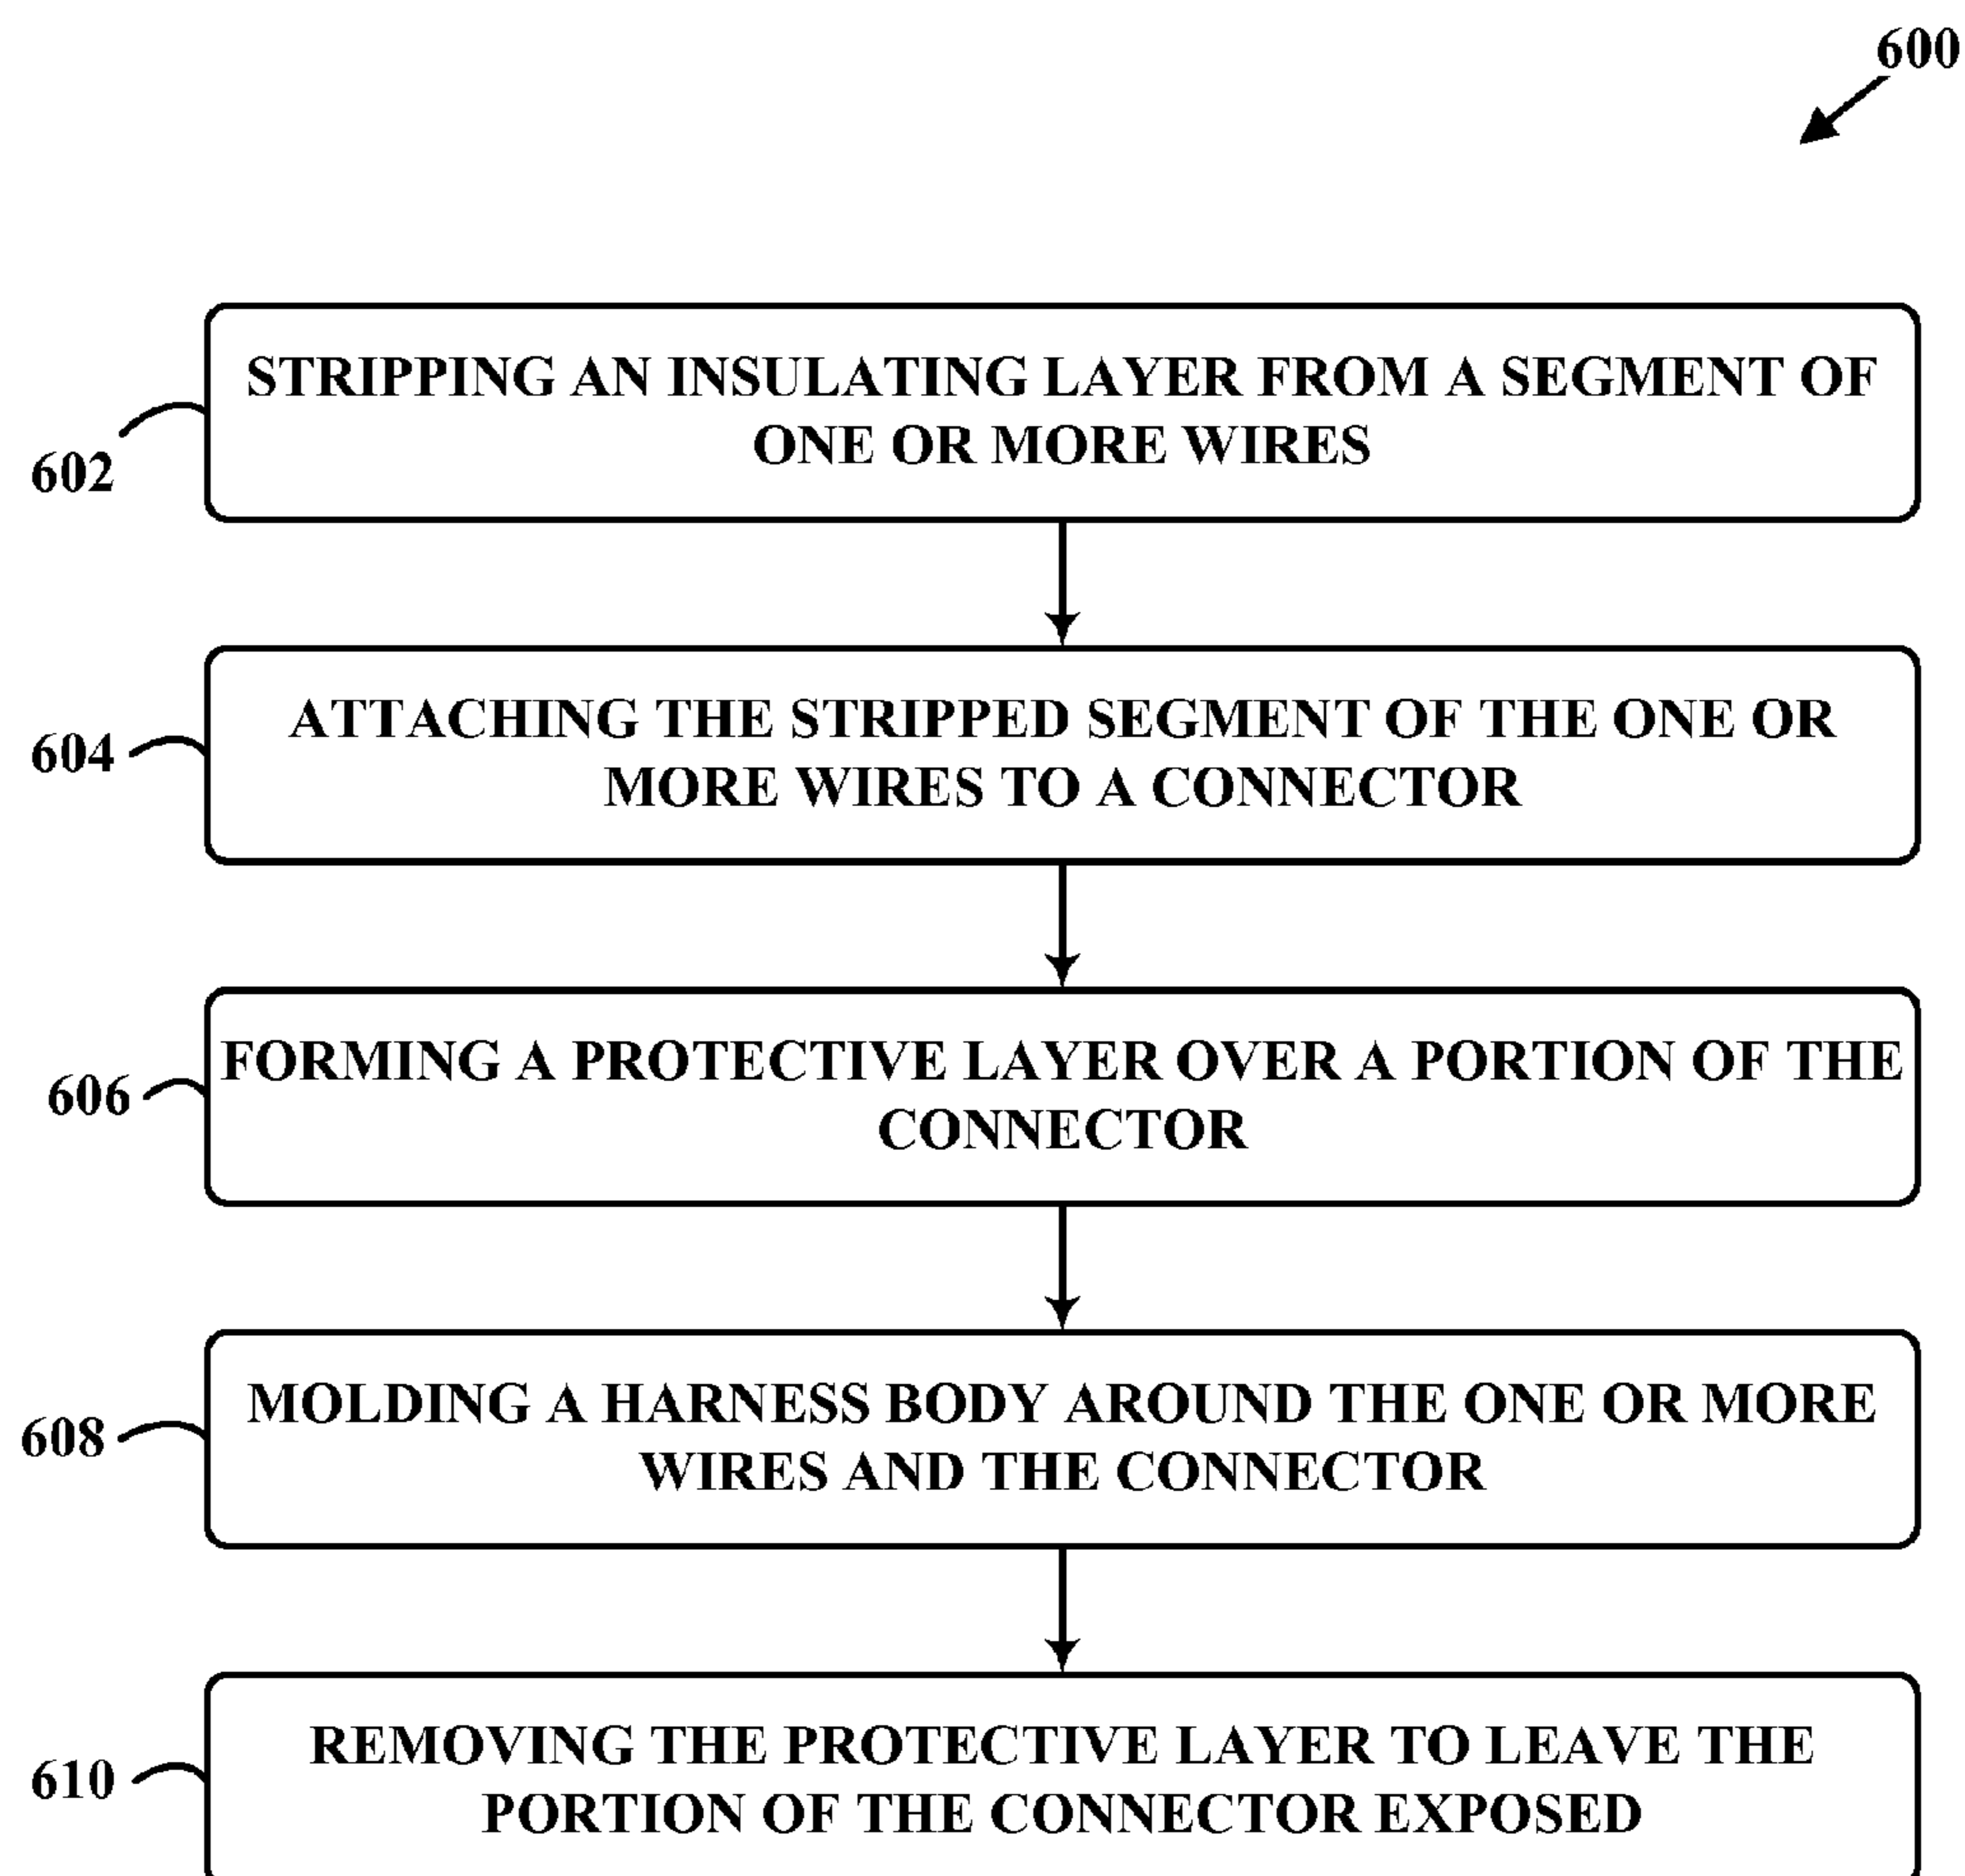 600
STRIPPING AN INSULATING LAYER FROM A SEGMENT OF
ONE OR MORE WIRES
602
ATTACHING THE STRIPPED SEGMENT OF THE ONE OR
MORE WIRES TO A CONNECTOR
604
FORMING A PROTECTIVE LAYER OVER A PORTION OF THE
CONNECTOR
606
MOLDING A HARNESS BODY AROUND THE ONE OR MORE
WIRES AND THE CONNECTOR
608
REMOVING THE PROTECTIVE LAYER TO LEAVE THE
PORTION OF THE CONNECTOR EXPOSED
610